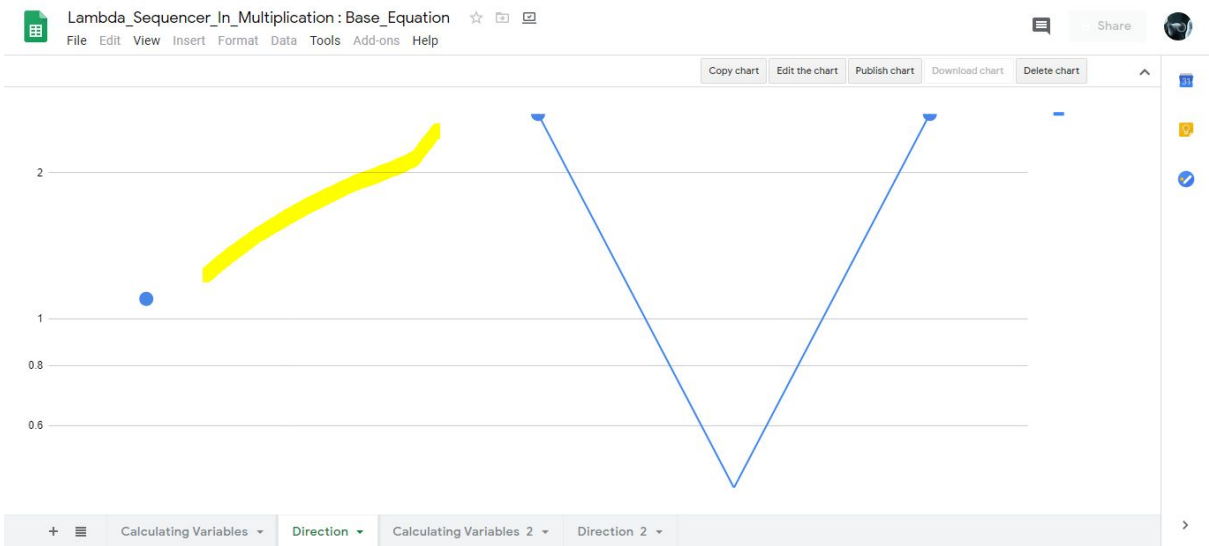 Lambda_Sequencer_In_Multiplication : Base_Equation
File Edit View Insert Format Data Tools Add-ons Help
Share
Copy chart Edit the chart Publish chart Download chart Delete chart
31
2
1
0.8
0.6
+ Calculating Variables Direction Calculating Variables 2 Direction 2